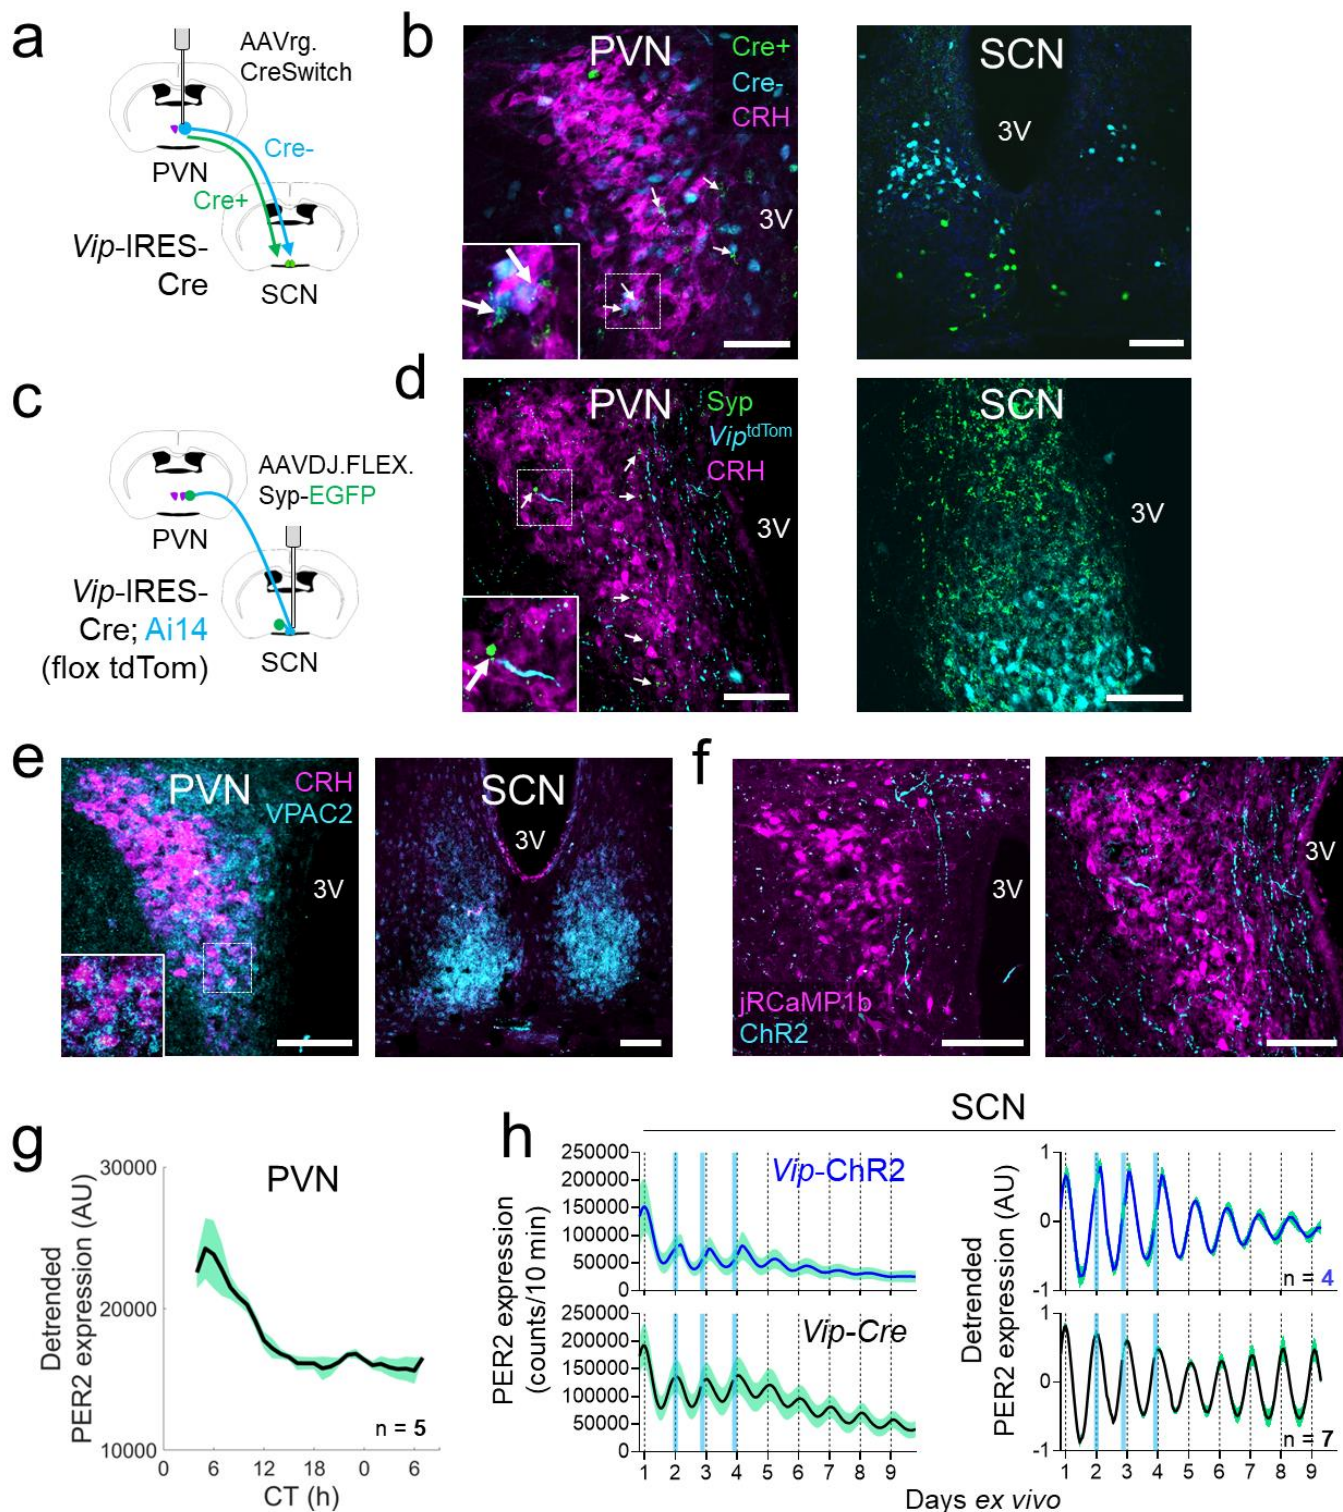 a
AAVrg.
CreSwitch
PVN
Cre-
Cre+
Vip-IRES-
Cre
SCN
b
PVN
Cre+
Cre-
CRH
3V
SCN
3V
c
AAVDJ.FLEX.
Syp-EGFP
PVN
Vip-IRES-
Cre; Ai14
(flox tdTom)
SCN
d
PVN
Syp
ViptdTom
CRH
3V
SCN
3V
e
PVN
CRH
VPAC2
3V
SCN
3V
f
jRCaMP1b
ChR2
3V
3V
g
PVN
Detrended
PER2 expression (AU)
30000
20000
10000
6
12
18
0
6
CT (h)
n = 5
h
SCN
PER2 expression
(counts/10 min)
250000
200000
150000
100000
50000
0
Vip-ChR2
250000
200000
150000
100000
50000
0
Vip-Cre
1 2 3 4 5 6 7 8 9
Detrended
PER2 expression (AU)
1
0
-1
n = 4
1
0
-1
n = 7
1 2 3 4 5 6 7 8 9
Days ex vivo